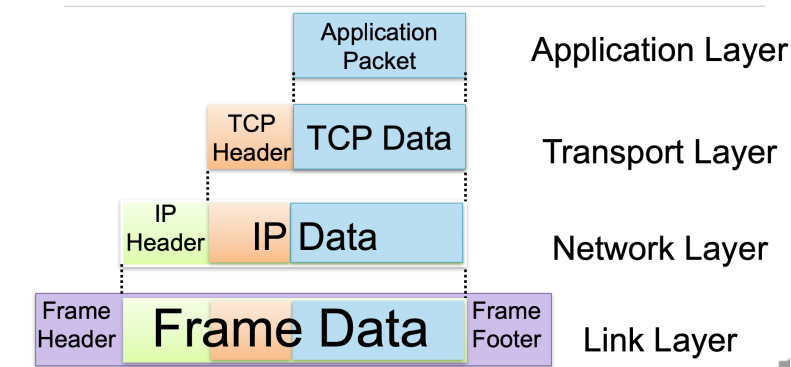 Application
Packet
Application Layer
TCP
Header
TCP Data
Transport Layer
IP
Header
IP Data
Network Layer
Frame
Header
Frame Data
Frame
Footer
Link Layer